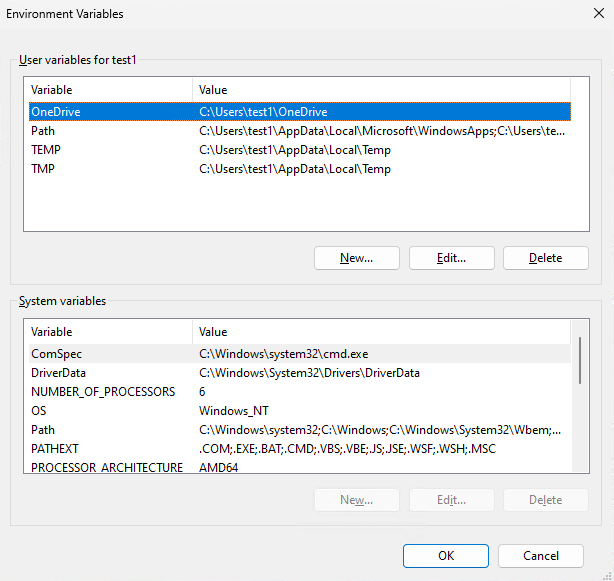 Environment Variables
User variables for test1
Variable Value
OneDrive C:\Users\test1\OneDrive
Path C:\Users\test1\AppData\Local\Microsoft\WindowsApps;C:\Users\te...
TEMP C:\Users\test1\AppData\Local\Temp
TMP C:\Users\test1\AppData\Local\Temp
New... Edit... Delete
System variables
Variable Value
ComSpec C:\Windows\system32\cmd.exe
DriverData C:\Windows\System32\Drivers\DriverData
NUMBER_OF_PROCESSORS 6
OS Windows_NT
Path C:\Windows\system32;C:\Windows;C:\Windows\System32\Wbem;...
PATHEXT .COM;.EXE;.BAT;.CMD;.VBS;.VBE;.JS;.JSE;.WSF;.WSH;.MSC
PROCESSOR_ARCHITECTURE AMD64
New... Edit... Delete
OK Cancel